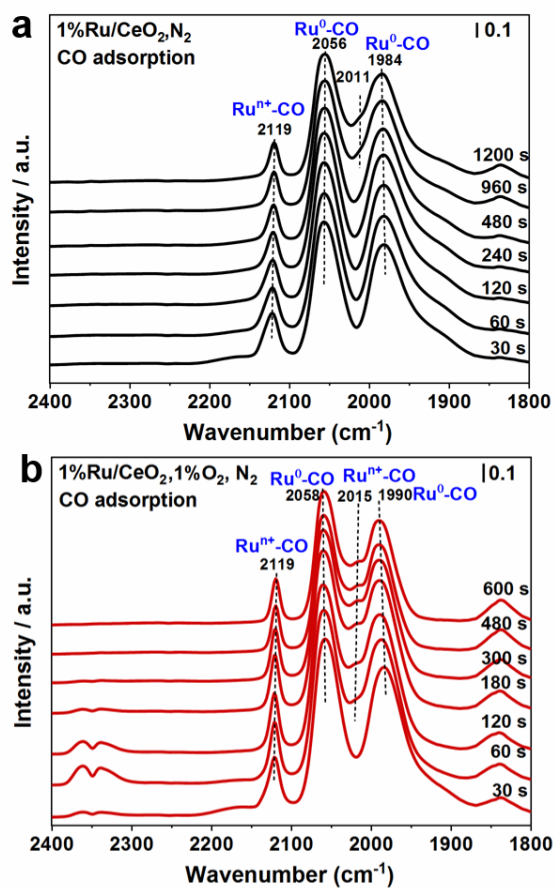 a
1%Ru/CeO₂,N₂
CO adsorption
Ru⁰-CO
2056
2011
Ru⁰-CO
1984
0.1
Ruⁿ⁺-CO
2119
1200 s
960 s
480 s
240 s
120 s
60 s
30 s
Intensity / a.u.
2400 2300 2200 2100 2000 1900 1800
Wavenumber (cm⁻¹)
b
1%Ru/CeO₂,1%O₂, N₂
CO adsorption
Ru⁰-CO
2058
Ruⁿ⁺-CO
2015
1990
Ru⁰-CO
0.1
Ruⁿ⁺-CO
2119
600 s
480 s
300 s
180 s
120 s
60 s
30 s
Intensity / a.u.
2400 2300 2200 2100 2000 1900 1800
Wavenumber (cm⁻¹)